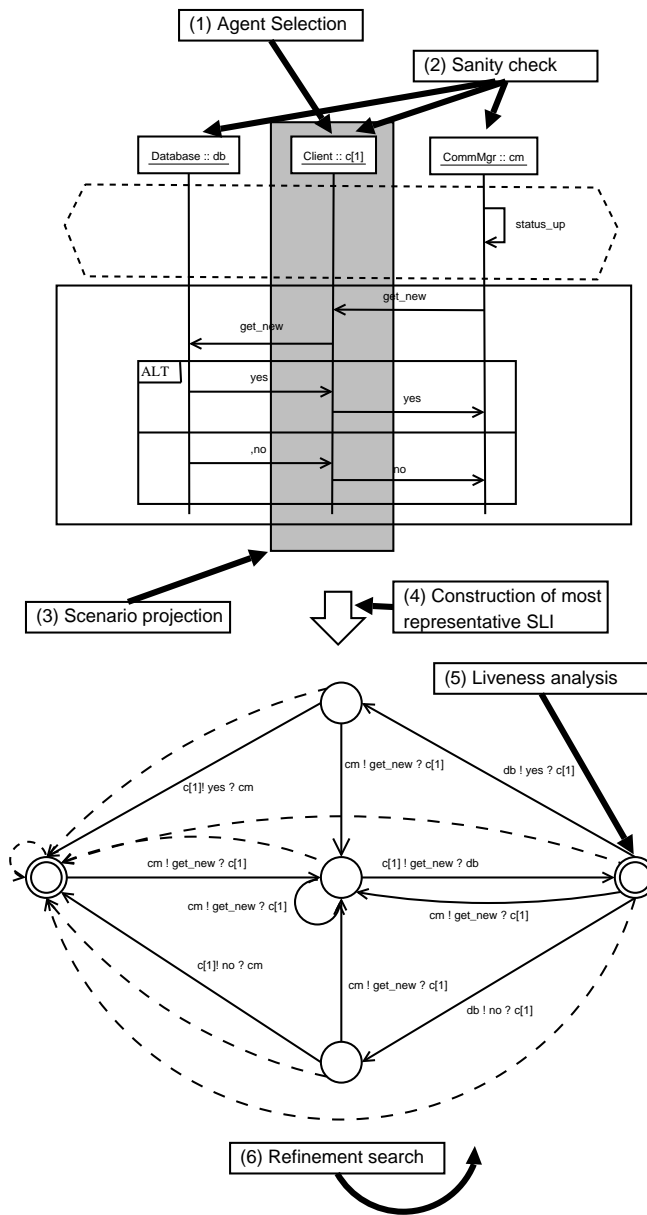 (1) Agent Selection
(2) Sanity check
Database :: db
Client :: c[1]
CommMgr :: cm
status_up
get_new
get_new
ALT
yes
yes
,no
no
(3) Scenario projection
(4) Construction of most
representative SLI
(5) Liveness analysis
cm ! get_new ? c[1]
db ! yes ? c[1]
c[1]! yes ? cm
cm ! get_new ? c[1]
c[1] ! get_new ? db
cm ! get_new ? c[1]
cm ! get_new ? c[1]
c[1]! no ? cm
cm ! get_new ? c[1]
db ! no ? c[1]
(6) Refinement search